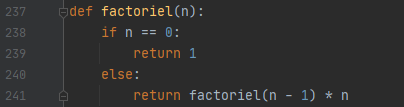 237 def factoriel(n):
238     if n == 0:
239         return 1
240     else:
241         return factoriel(n - 1) * n